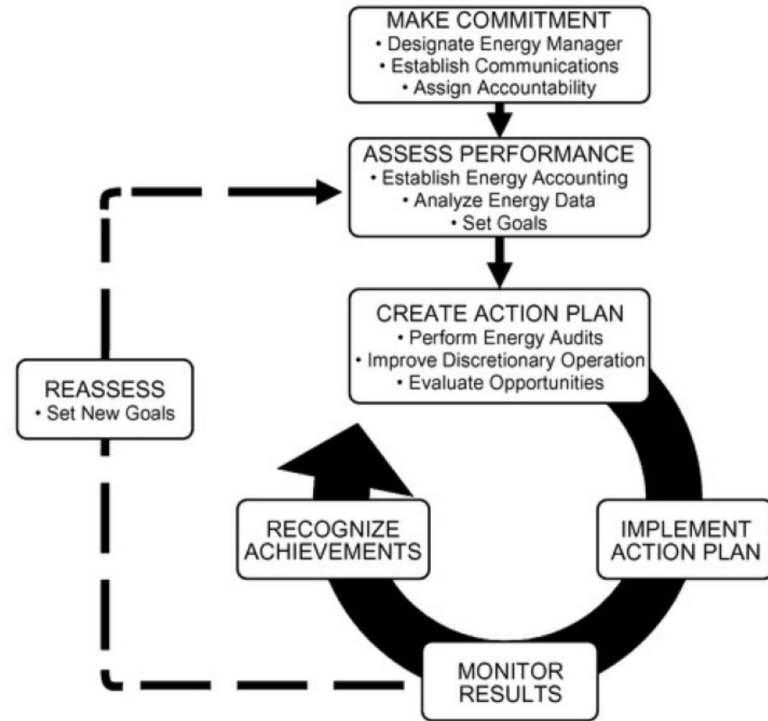 MAKE COMMITMENT
• Designate Energy Manager
• Establish Communications
• Assign Accountability
ASSESS PERFORMANCE
• Establish Energy Accounting
• Analyze Energy Data
• Set Goals
CREATE ACTION PLAN
• Perform Energy Audits
• Improve Discretionary Operation
• Evaluate Opportunities
REASSESS
• Set New Goals
RECOGNIZE
ACHIEVEMENTS
IMPLEMENT
ACTION PLAN
MONITOR
RESULTS